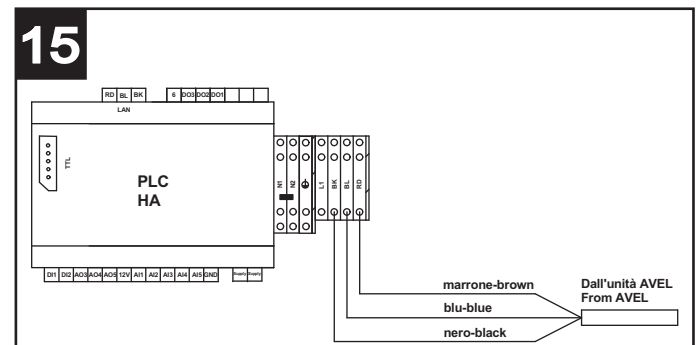 15
RD BL BK 6 DO3 DO2 DO1
LAN
TTL
PLC
HA
N1 N2 L1 BK BL RD
DI1 DI2 AO3 AO4 AO5 12V AI1 AI2 AI3 AI4 AI5 GND Supply Supply
marrone-brown
blu-blue
nero-black
Dall'unità AVEL
From AVEL